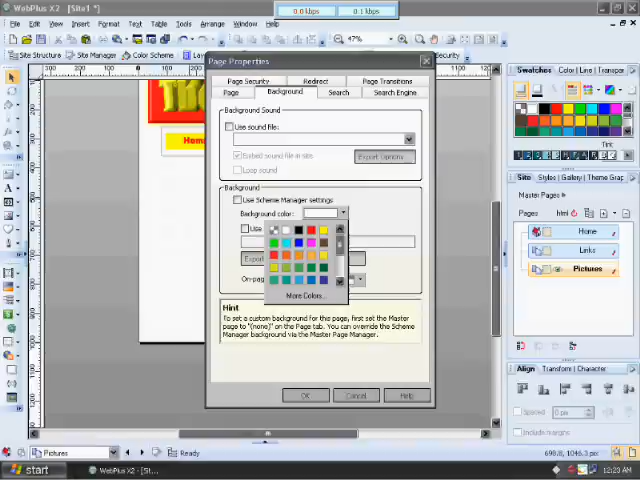 WebPlus X2 - [Site1 *]
0.0 kbps 0.1 kbps
File Edit View Insert Format Table Tools Arrange Window Help
47%
Site Structure Site Manager Color Scheme Security
Page Properties
Page Security Redirect Page Transitions
Page Background Search Search Engine
Background Sound
Use sound file:
Embed sound file in site
Export Options
Loop sound
Background
Use Scheme Manager settings
Background color:
Use
Export
On-pag
More Colors...
Hint
To set a custom background for this page, first set the Master page to "(none)" on the Page tab. You can override the Scheme Manager background via the Master Page Manager.
OK Cancel Help
Swatches Color Line Transpar
Tint
Site Styles Gallery Theme Grap
Master Pages
Pages html
Home
Links
Pictures
Align Transform Character
Spaced 0 px
Include margins
Pictures
Ready
698.8, 1046.3 pix
start
WebPlus X2 - [St...
12:23 AM